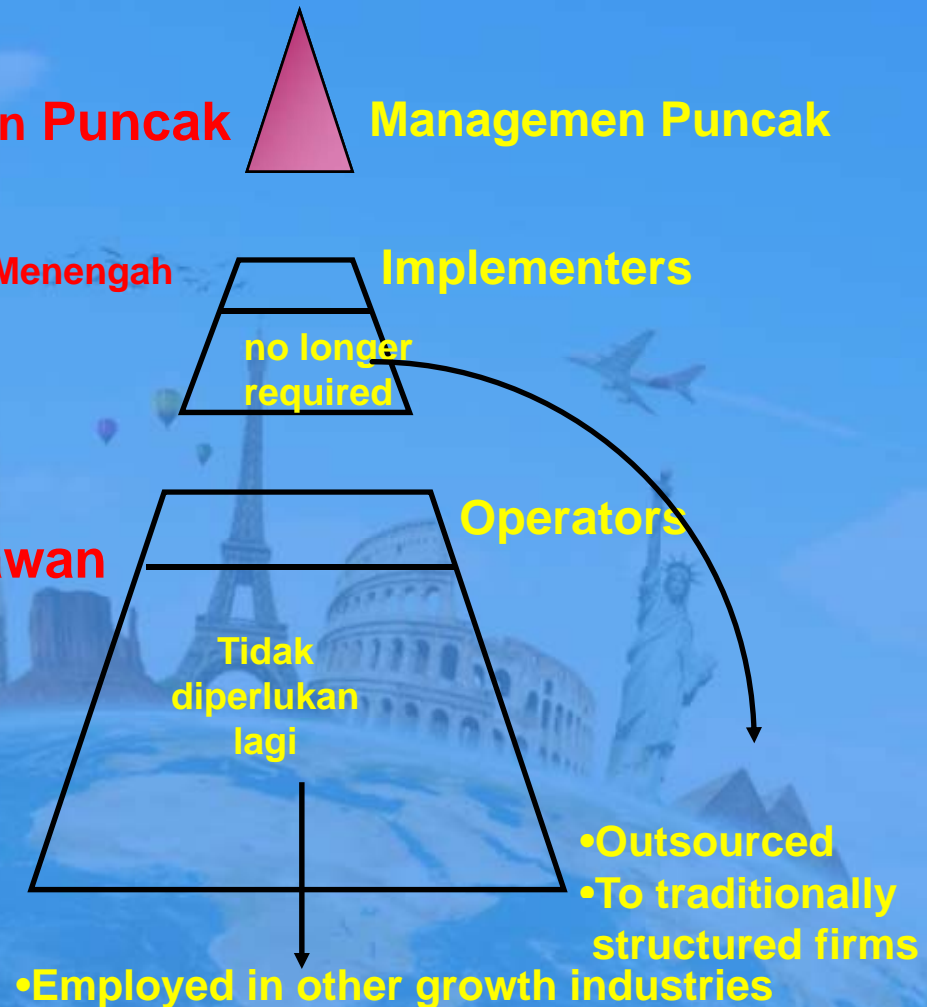 n Puncak
Managemen Puncak
Menengah
Implementers
no longer
required
Operators
awan
Tidak
diperlukan
lagi
•Outsourced
•To traditionally
structured firms
•Employed in other growth industries